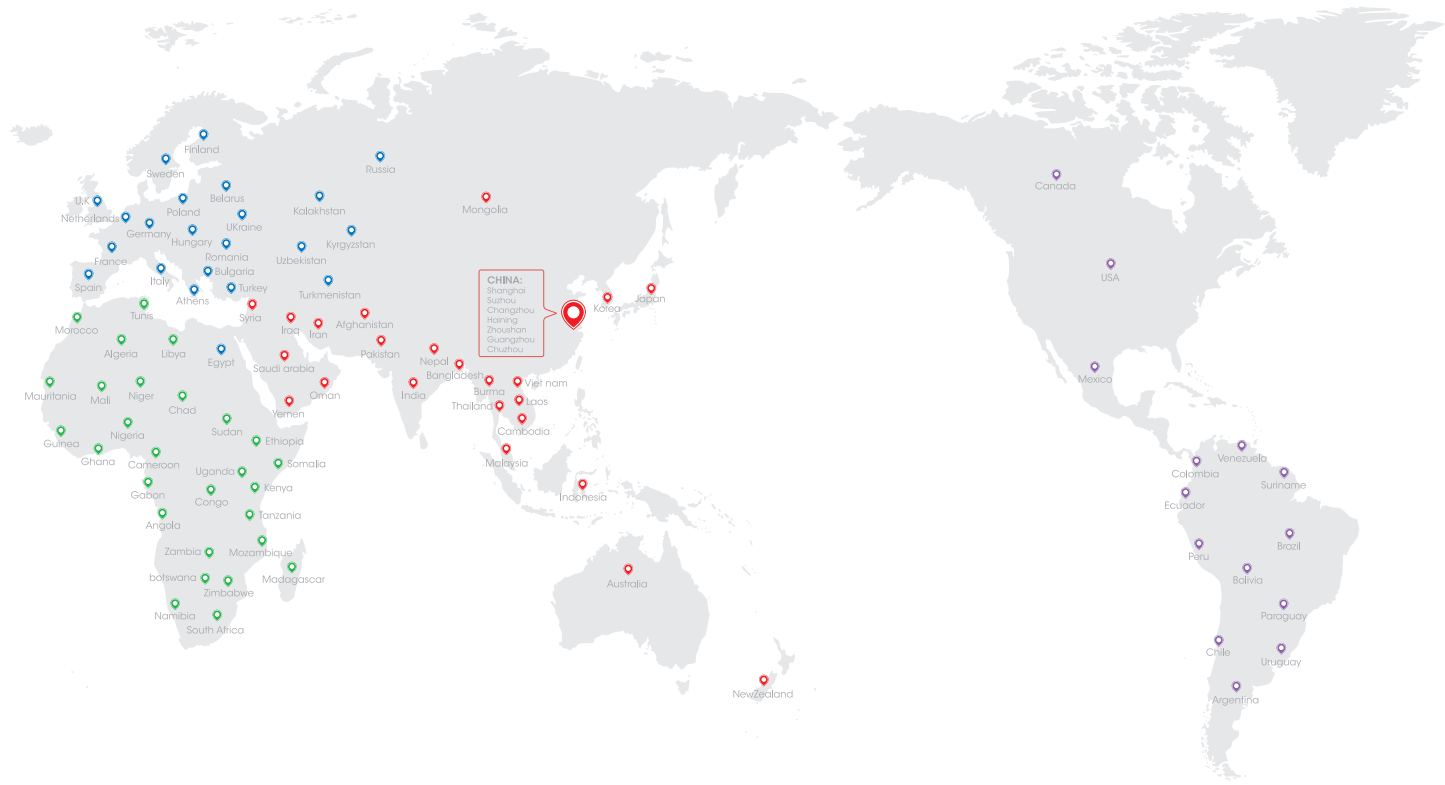 Finland
Sweden
Russia
Canada
U.K
Belarus
Netherlands
Poland
Kalakhstan
Mongolia
Germany
UKraine
Hungary
Kyrgyzstan
France
Romania
Uzbekistan
Italy
Bulgaria
USA
Spain
Athens
Turkey
Turkmenistan
CHINA:
Shanghai
Suzhou
Changzhou
Haining
Zhoushan
Guangzhou
Chuzhou
Korea
Japan
Tunis
Syria
Morocco
Iraq
Iran
Afghanistan
Algeria
Libya
Egypt
Saudi arabia
Pakistan
Nepal
Bangladesh
Mexico
Mauritania
Mali
Niger
Chad
Oman
India
Burma
Viet nam
Yemen
Thailand
Laos
Guinea
Nigeria
Sudan
Ethiopia
Cambodia
Ghana
Cameroon
Somalia
Malaysia
Venezuela
Uganda
Colombia
Gabon
Congo
Kenya
Indonesia
Suriname
Ecuador
Angola
Tanzania
Zambia
Mozambique
Peru
Brazil
botswana
Zimbabwe
Madagascar
Australia
Bolivia
Namibia
South Africa
Paraguay
Chile
Uruguay
NewZealand
Argentina